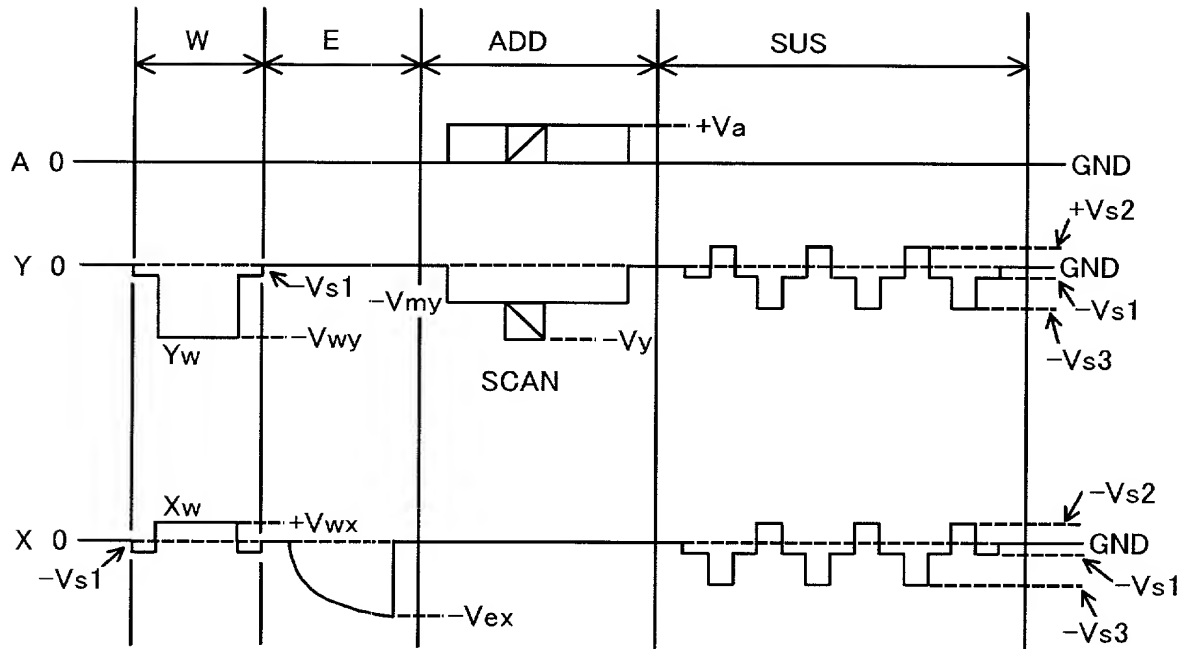 W E ADD SUS
+Va
A 0 GND
+Vs2
Y 0 GND
−Vs1
−Vmy −Vs1
Yw −Vwy −Vy
−Vs3
SCAN
Xw −Vs2
+Vwx
X 0 GND
−Vs1 −Vs1
−Vex
−Vs3